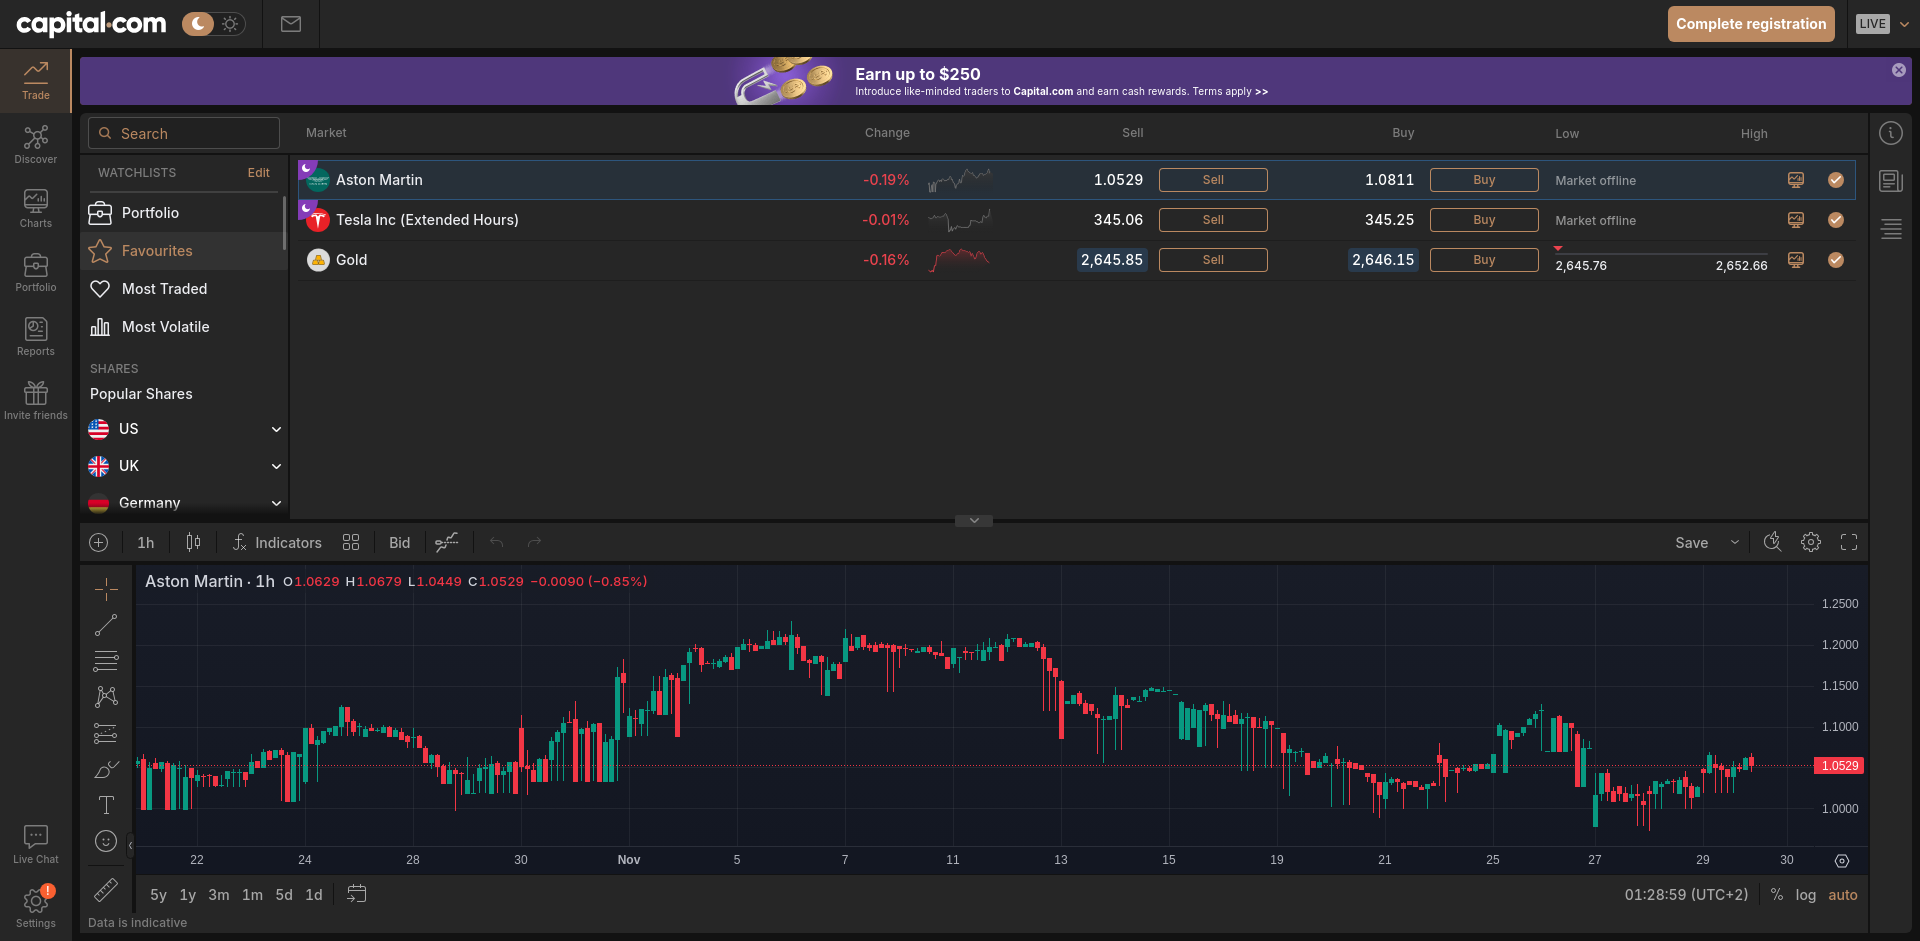 capital.com
Complete registration
LIVE
Earn up to $250
Introduce like-minded traders to Capital.com and earn cash rewards. Terms apply >>
Trade
Discover
Charts
Portfolio
Reports
Invite friends
Live Chat
!
Settings
Search
WATCHLISTS Edit
Portfolio
Favourites
Most Traded
Most Volatile
SHARES
Popular Shares
US
UK
Germany
Market Change Sell Buy Low High
Aston Martin -0.19% 1.0529 Sell 1.0811 Buy Market offline
Tesla Inc (Extended Hours) -0.01% 345.06 Sell 345.25 Buy Market offline
Gold -0.16% 2,645.85 Sell 2,646.15 Buy 2,645.76 2,652.66
1h Indicators Bid Save
Aston Martin · 1h O1.0629 H1.0679 L1.0449 C1.0529 −0.0090 (−0.85%)
1.2500
1.2000
1.1500
1.1000
1.0529
1.0000
22 24 28 30 Nov 5 7 11 13 15 19 21 25 27 29 30
5y 1y 3m 1m 5d 1d 01:28:59 (UTC+2) % log auto
Data is indicative